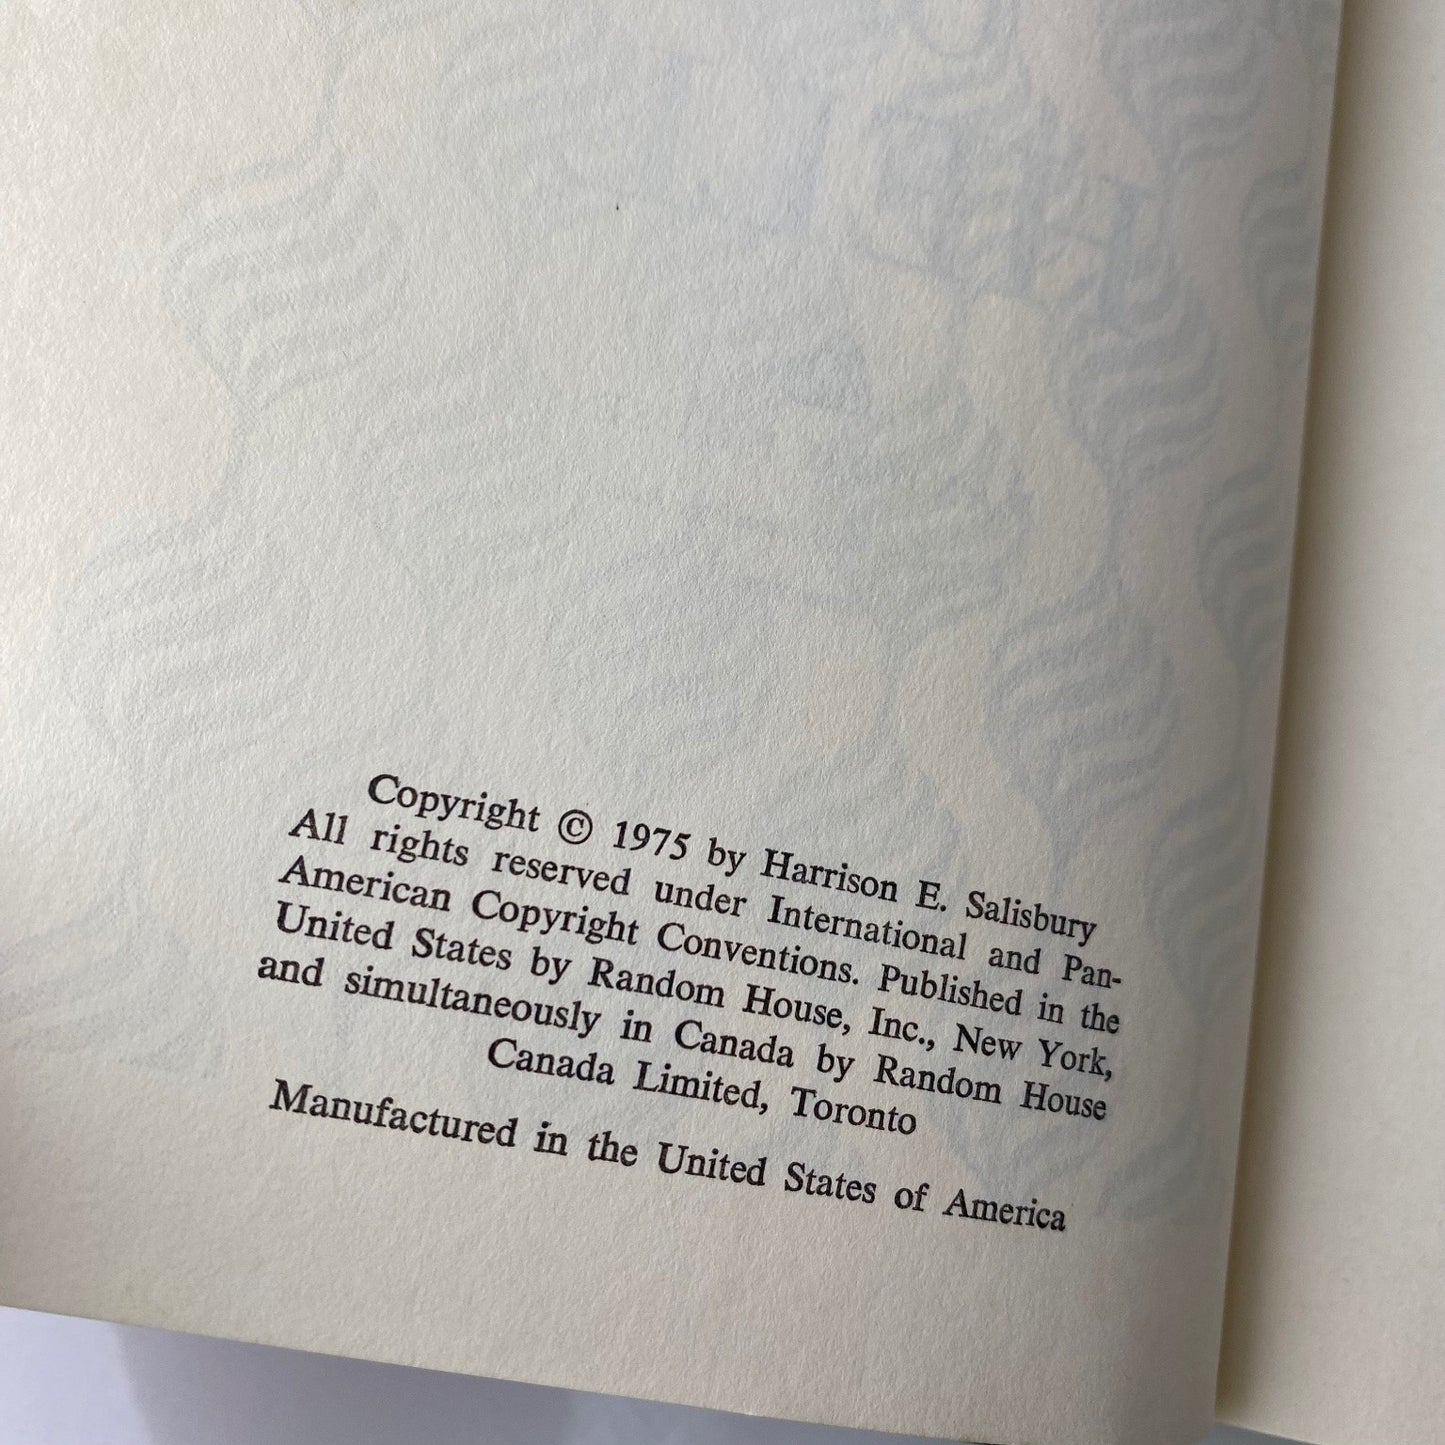 Copyright © 1975 by Harrison E. Salisbury
All rights reserved under International and Pan-
American Copyright Conventions. Published in the
United States by Random House, Inc., New York,
and simultaneously in Canada by Random House
Canada Limited, Toronto
Manufactured in the United States of America